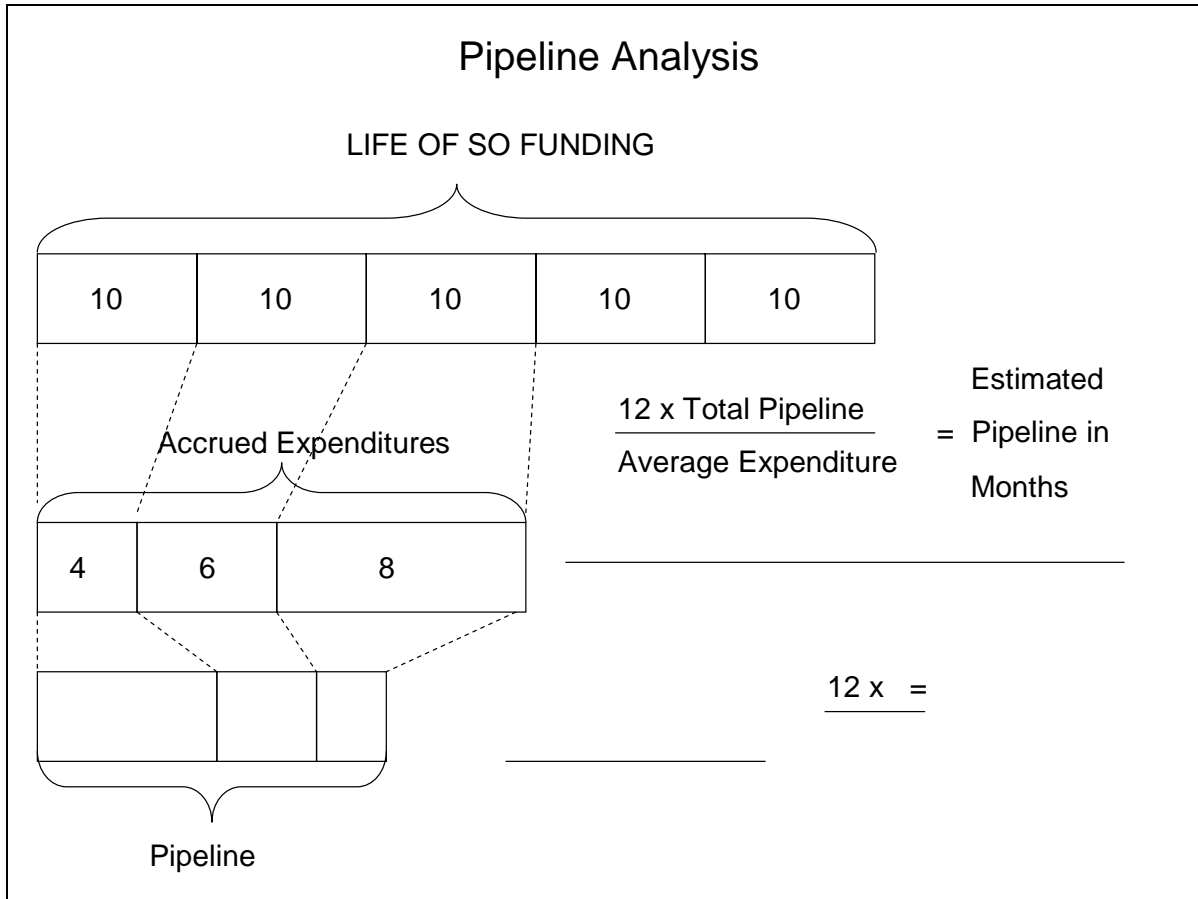 Pipeline Analysis
LIFE OF SO FUNDING
10 10 10 10 10
12 x Total Pipeline
Average Expenditure
= Estimated
Pipeline in
Months
Accrued Expenditures
4 6 8
12 x =
Pipeline